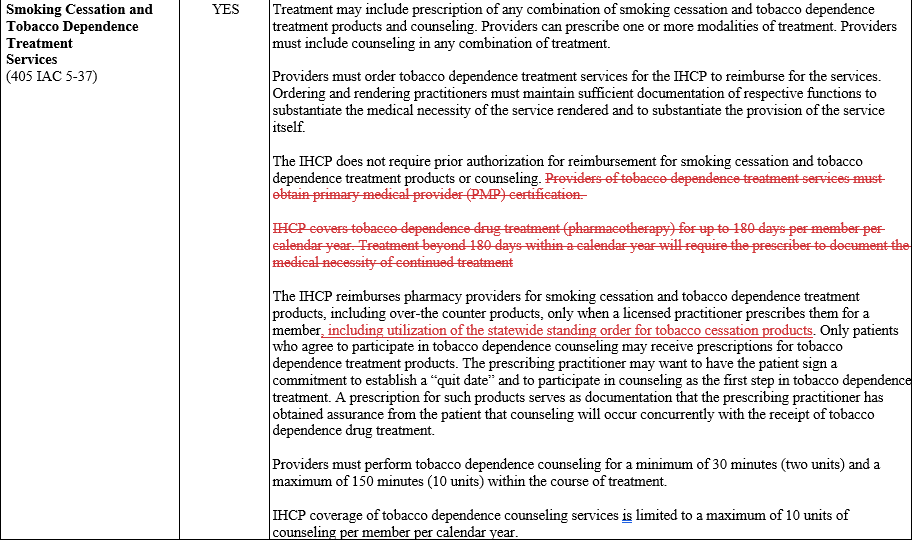 Smoking Cessation and
Tobacco Dependence
Treatment
Services
(405 IAC 5-37)
YES
Treatment may include prescription of any combination of smoking cessation and tobacco dependence
treatment products and counseling. Providers can prescribe one or more modalities of treatment. Providers
must include counseling in any combination of treatment.
Providers must order tobacco dependence treatment services for the IHCP to reimburse for the services.
Ordering and rendering practitioners must maintain sufficient documentation of respective functions to
substantiate the medical necessity of the service rendered and to substantiate the provision of the service
itself.
The IHCP does not require prior authorization for reimbursement for smoking cessation and tobacco
dependence treatment products or counseling. Providers of tobacco dependence treatment services must
obtain primary medical provider (PMP) certification.
IHCP covers tobacco dependence drug treatment (pharmacotherapy) for up to 180 days per member per
calendar year. Treatment beyond 180 days within a calendar year will require the prescriber to document the
medical necessity of continued treatment
The IHCP reimburses pharmacy providers for smoking cessation and tobacco dependence treatment
products, including over-the counter products, only when a licensed practitioner prescribes them for a
member, including utilization of the statewide standing order for tobacco cessation products. Only patients
who agree to participate in tobacco dependence counseling may receive prescriptions for tobacco
dependence treatment products. The prescribing practitioner may want to have the patient sign a
commitment to establish a “quit date” and to participate in counseling as the first step in tobacco dependence
treatment. A prescription for such products serves as documentation that the prescribing practitioner has
obtained assurance from the patient that counseling will occur concurrently with the receipt of tobacco
dependence drug treatment.
Providers must perform tobacco dependence counseling for a minimum of 30 minutes (two units) and a
maximum of 150 minutes (10 units) within the course of treatment.
IHCP coverage of tobacco dependence counseling services is limited to a maximum of 10 units of
counseling per member per calendar year.